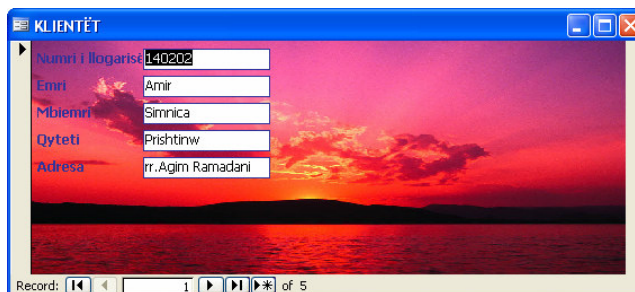 KLIENTËT
Numri i llogarisë 140202
Emri Amir
Mbiemri Simnica
Qyteti Prishtinw
Adresa rr.Agim Ramadani
Record: 1 of 5